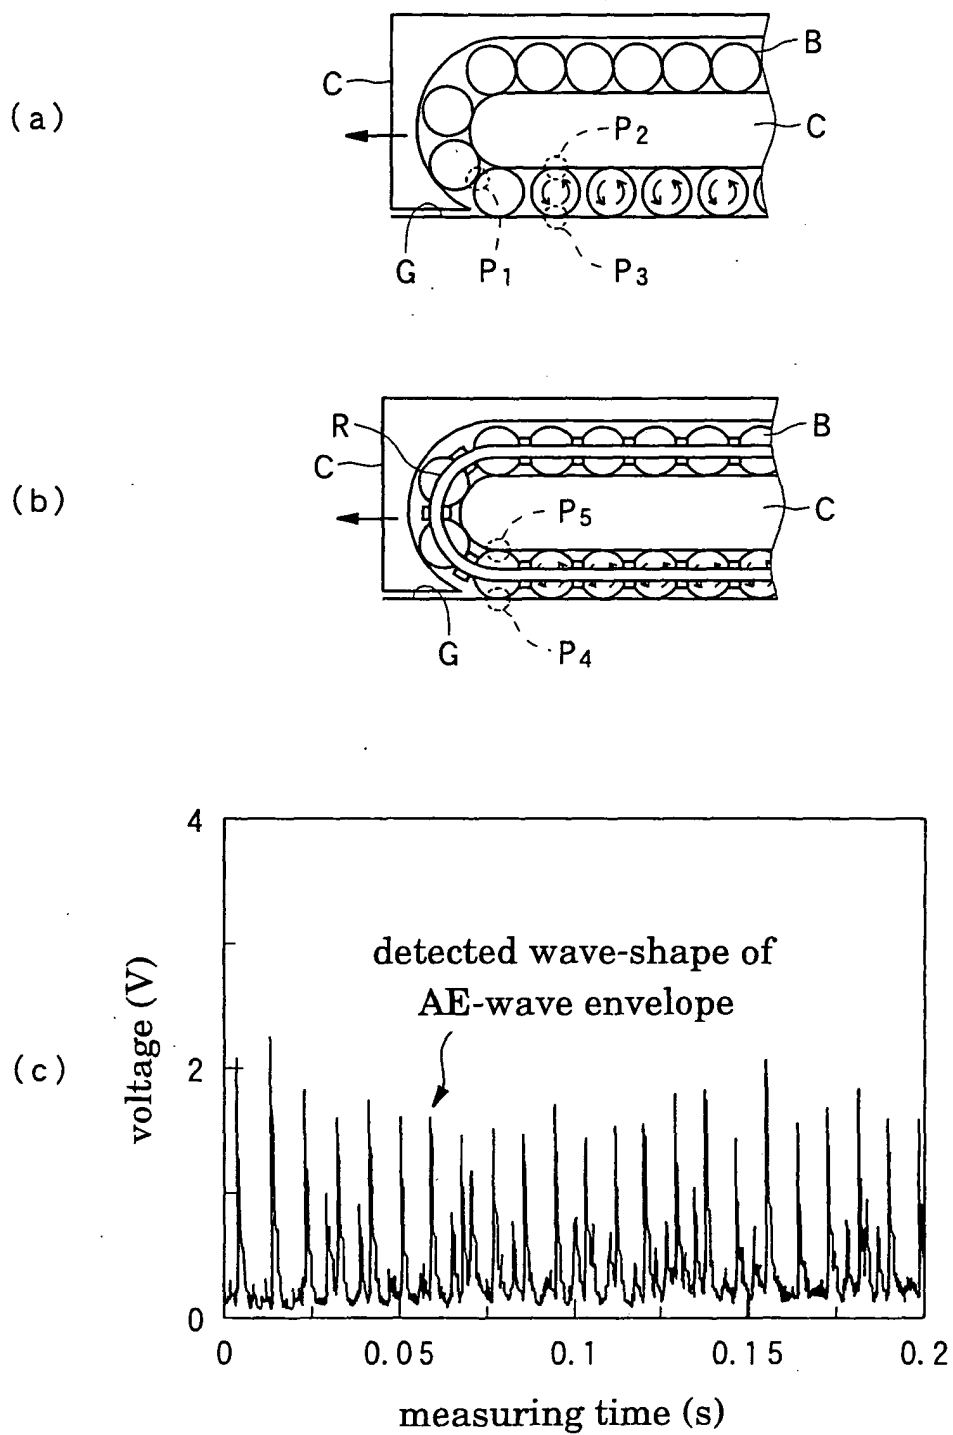 (a)
B
C
P2
C
G
P1
P3
(b)
R
B
C
P5
C
G
P4
(c)
4
detected wave-shape of
AE-wave envelope
voltage (V)
2
0
0
0.05
0.1
0.15
0.2
measuring time (s)